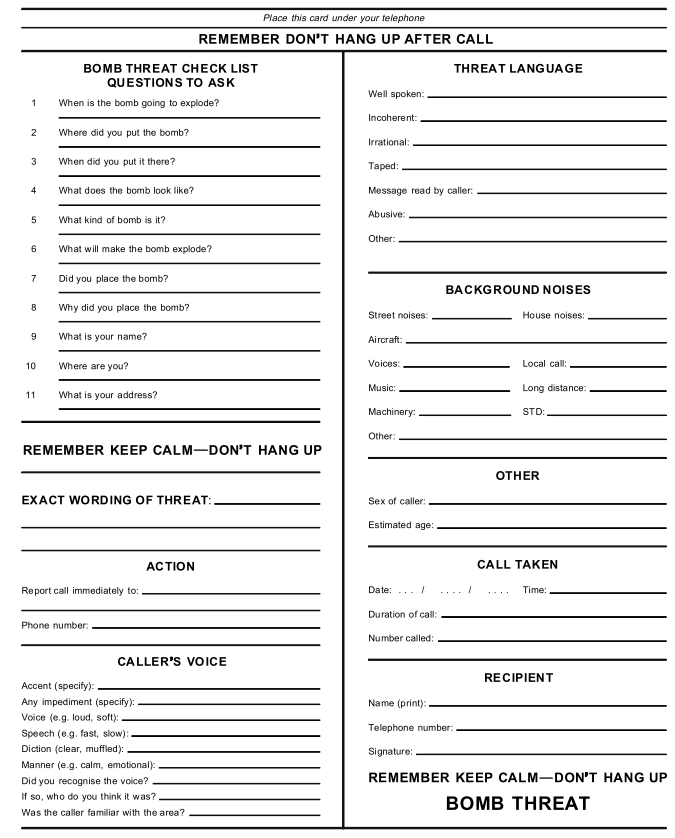 Place this card under your telephone
REMEMBER DON'T HANG UP AFTER CALL
BOMB THREAT CHECK LIST
QUESTIONS TO ASK
1 When is the bomb going to explode?
2 Where did you put the bomb?
3 When did you put it there?
4 What does the bomb look like?
5 What kind of bomb is it?
6 What will make the bomb explode?
7 Did you place the bomb?
8 Why did you place the bomb?
9 What is your name?
10 Where are you?
11 What is your address?
REMEMBER KEEP CALM—DON'T HANG UP
EXACT WORDING OF THREAT:
ACTION
Report call immediately to:
Phone number:
CALLER'S VOICE
Accent (specify):
Any impediment (specify):
Voice (e.g. loud, soft):
Speech (e.g. fast, slow):
Diction (clear, muffled):
Manner (e.g. calm, emotional):
Did you recognise the voice?
If so, who do you think it was?
Was the caller familiar with the area?
THREAT LANGUAGE
Well spoken:
Incoherent:
Irrational:
Taped:
Message read by caller:
Abusive:
Other:
BACKGROUND NOISES
Street noises: House noises:
Aircraft:
Voices: Local call:
Music: Long distance:
Machinery: STD:
Other:
OTHER
Sex of caller:
Estimated age:
CALL TAKEN
Date: . . . / . . . . / . . . . Time:
Duration of call:
Number called:
RECIPIENT
Name (print):
Telephone number:
Signature:
REMEMBER KEEP CALM—DON'T HANG UP
BOMB THREAT